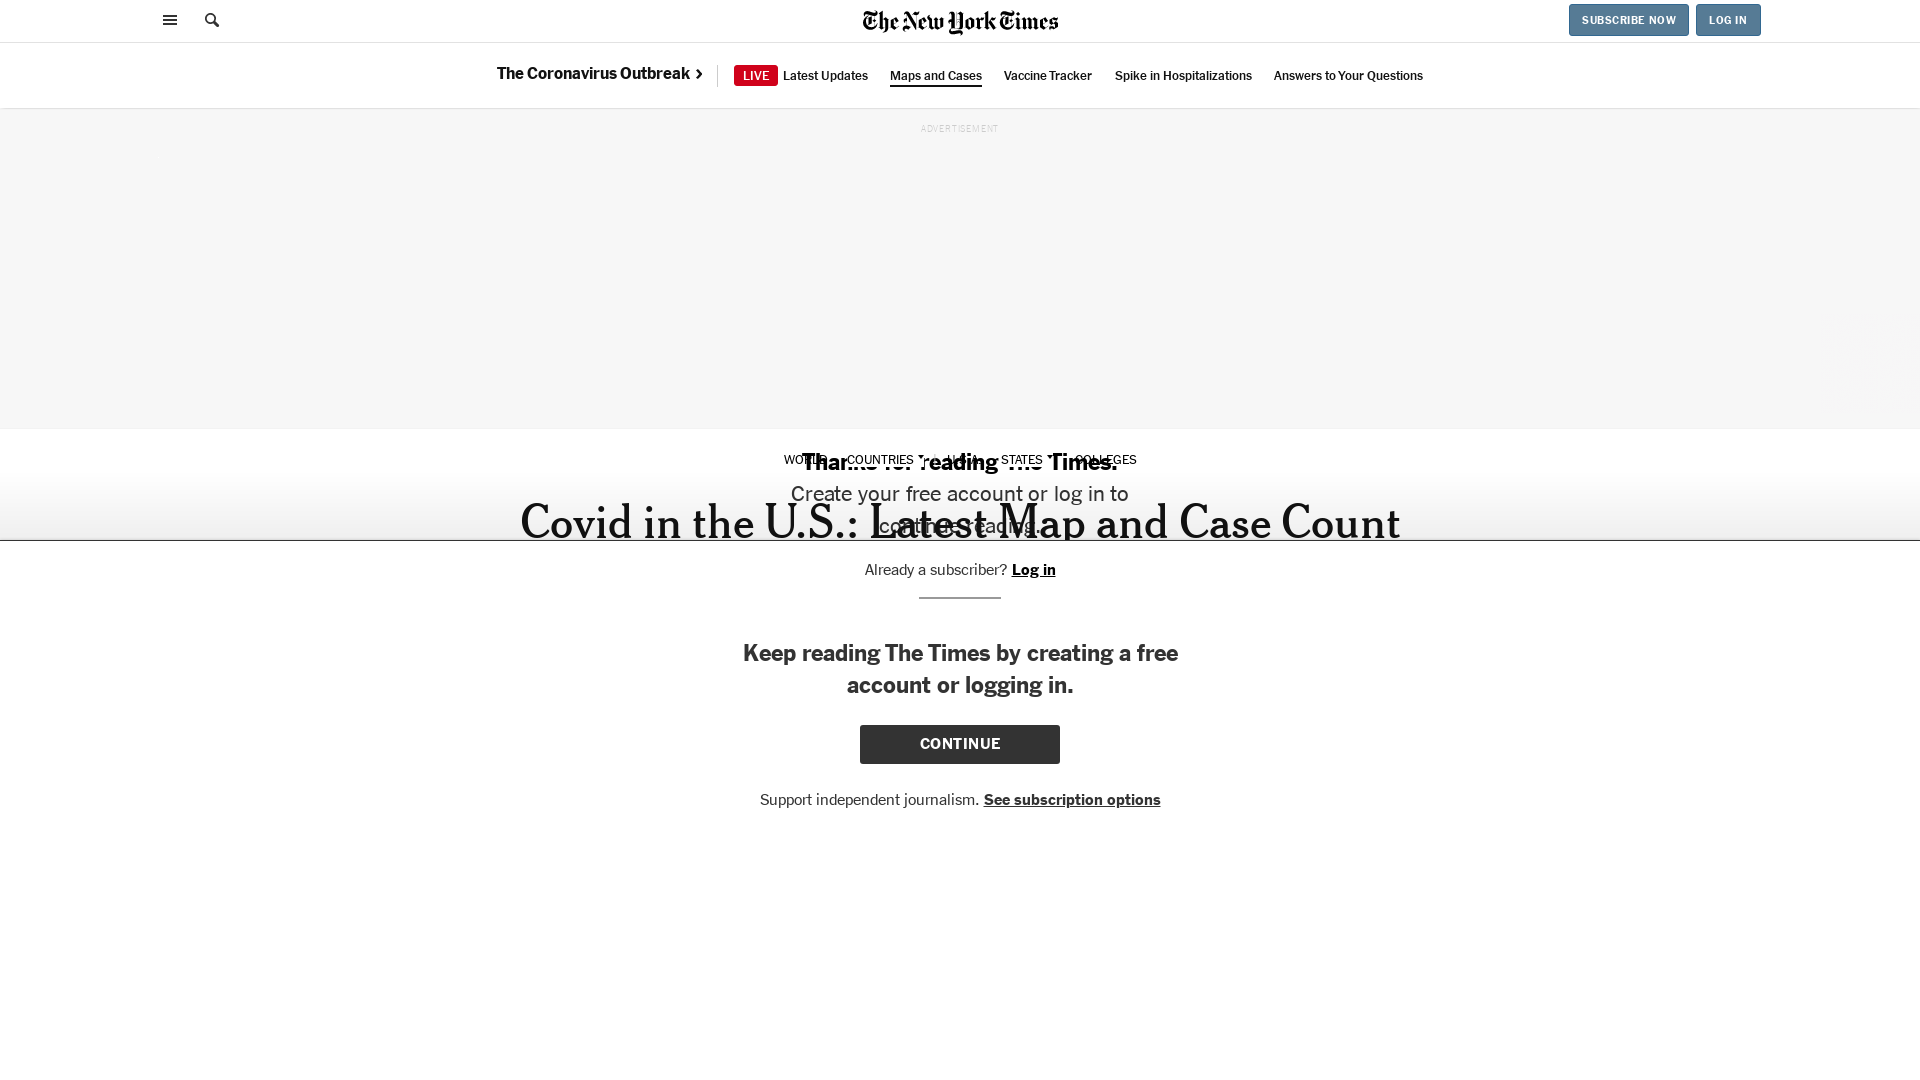 The New York Times
SUBSCRIBE NOW
LOG IN
The Coronavirus Outbreak
LIVE Latest Updates
Maps and Cases
Vaccine Tracker
Spike in Hospitalizations
Answers to Your Questions
ADVERTISEMENT
WORLD COUNTRIES U.S.A. STATES COLLEGES
Thanks for reading The Times.
Create your free account or log in to
continue reading.
Covid in the U.S.: Latest Map and Case Count
Already a subscriber? Log in
Keep reading The Times by creating a free
account or logging in.
CONTINUE
Support independent journalism. See subscription options